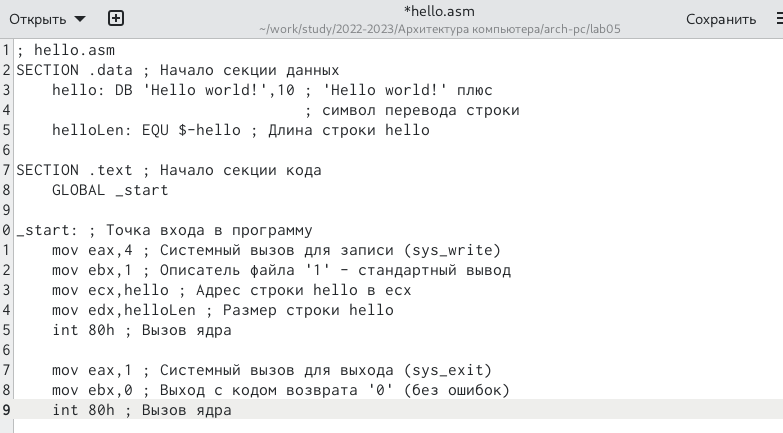 Открыть
*hello.asm
~/work/study/2022-2023/Архитектура компьютера/arch-pc/lab05
Сохранить
1 ; hello.asm
2 SECTION .data ; Начало секции данных
3     hello: DB 'Hello world!',10 ; 'Hello world!' плюс
4                                 ; символ перевода строки
5     helloLen: EQU $-hello ; Длина строки hello
6
7 SECTION .text ; Начало секции кода
8     GLOBAL _start
9
0 _start: ; Точка входа в программу
1     mov eax,4 ; Системный вызов для записи (sys_write)
2     mov ebx,1 ; Описатель файла '1' - стандартный вывод
3     mov ecx,hello ; Адрес строки hello в ecx
4     mov edx,helloLen ; Размер строки hello
5     int 80h ; Вызов ядра
6
7     mov eax,1 ; Системный вызов для выхода (sys_exit)
8     mov ebx,0 ; Выход с кодом возврата '0' (без ошибок)
9     int 80h ; Вызов ядра